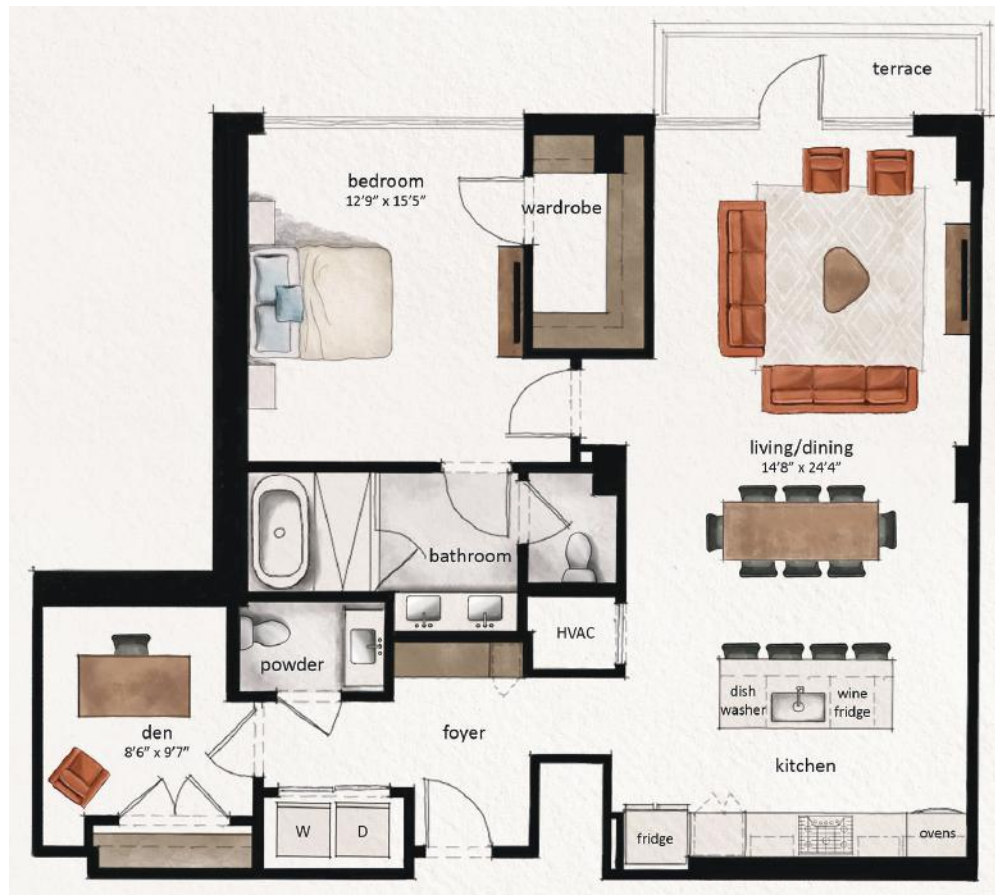 terrace
bedroom
12'9" x 15'5"
wardrobe
living/dining
14'8" x 24'4"
bathroom
HVAC
powder
dish
washer
wine
fridge
den
8'6" x 9'7"
foyer
kitchen
W
D
fridge
ovens